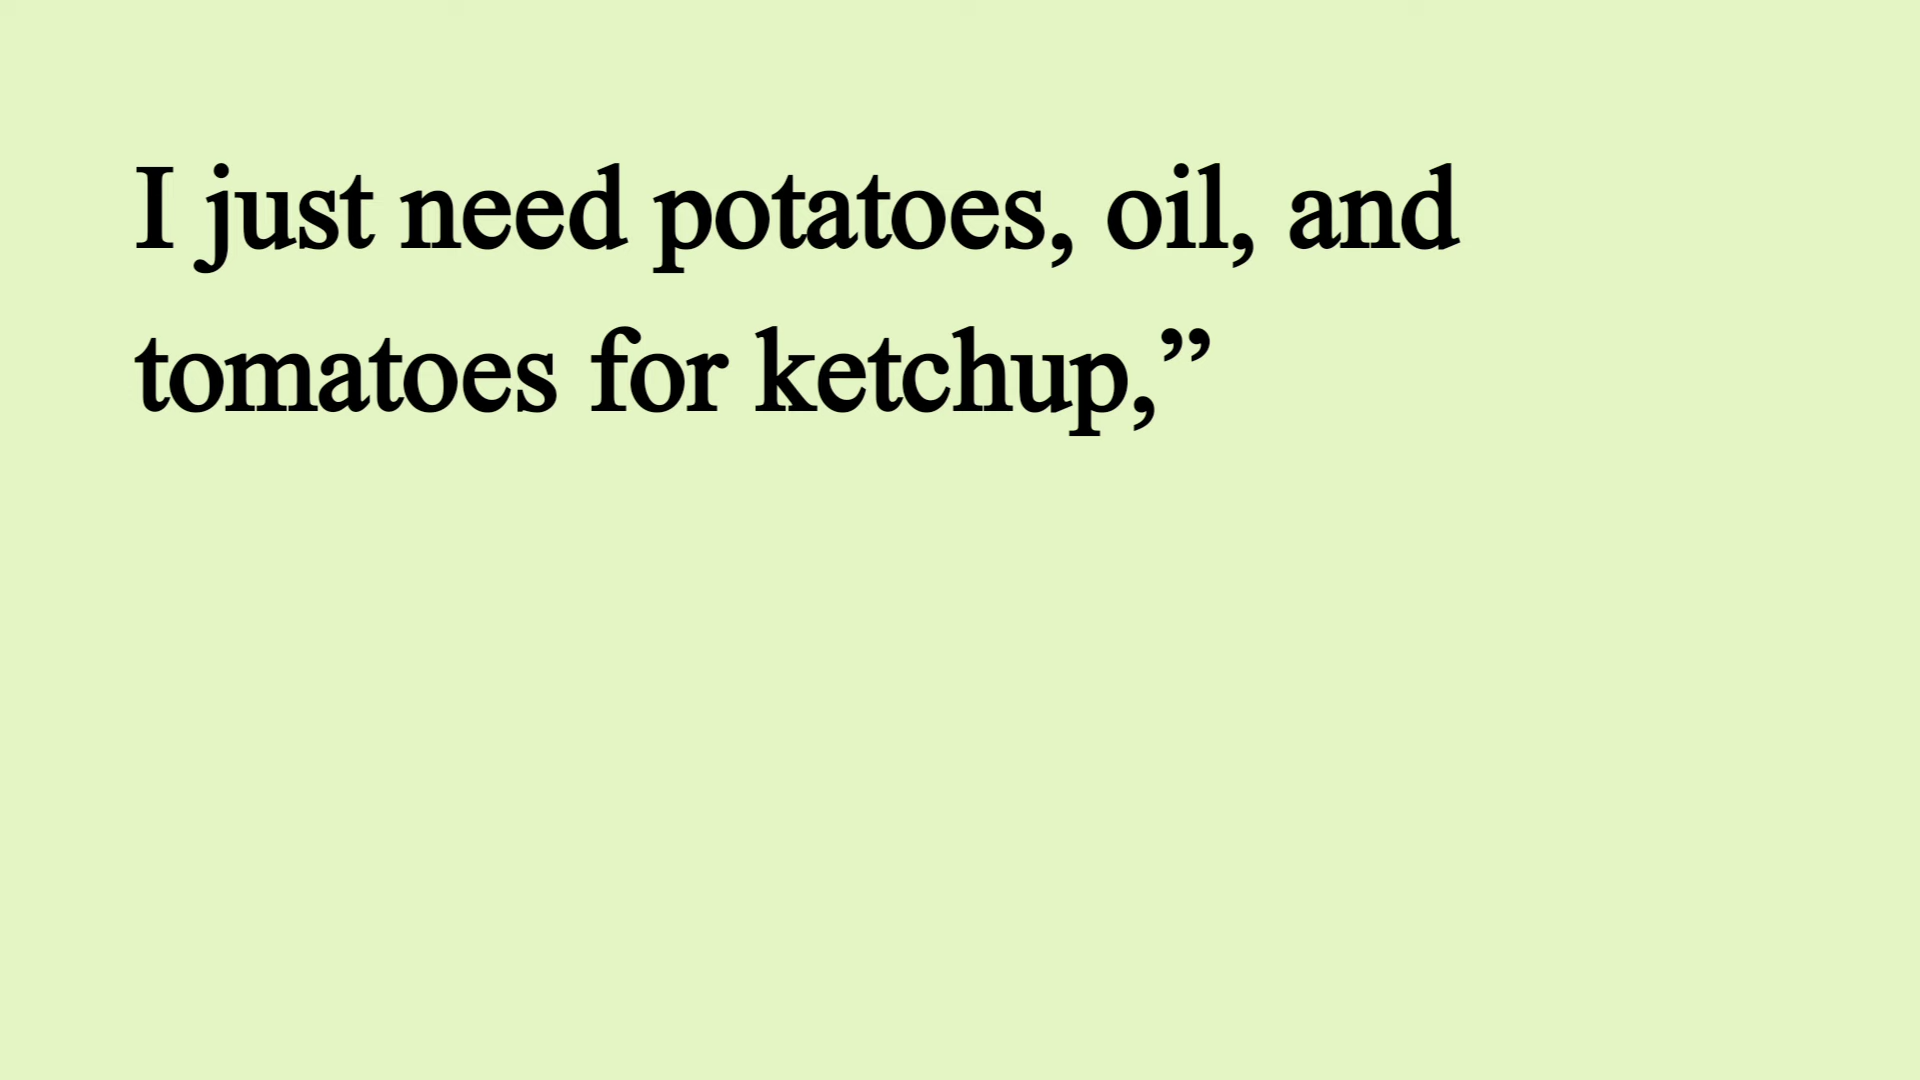 I just need potatoes, oil, and
tomatoes for ketchup,”